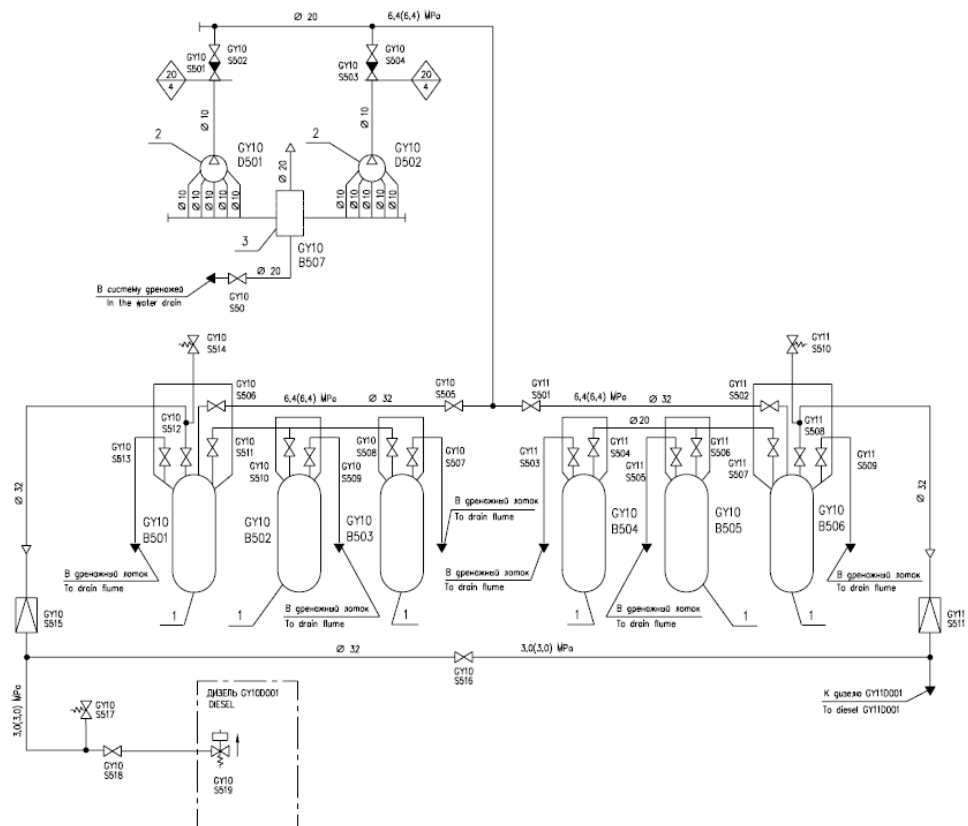 Ø 20
6,4(6,4) MPa
GY10
S502
GY10
S501
GY10
S504
GY10
S503
20
4
20
4
Ø 10
Ø 10
2
GY10
D501
2
GY10
D502
Ø 20
Ø 10
Ø 10
Ø 10
Ø 10
Ø 10
Ø 10
Ø 10
Ø 10
Ø 10
Ø 10
3
GY10
B507
Ø 20
В систему дренажей
In the water drain
GY10
S50
GY10
S514
GY11
S510
GY10
S506
6,4(6,4) MPa
Ø 32
GY10
S505
GY11
S501
6,4(6,4) MPa
Ø 32
GY11
S502
GY10
S512
GY10
S513
GY10
S511
GY10
S510
GY10
S509
GY10
S508
GY10
S507
GY11
S503
GY11
S504
Ø20
GY11
S505
GY11
S506
GY11
S507
GY11
S508
GY11
S509
Ø 32
Ø 32
GY10
B501
GY10
B502
GY10
B503
GY10
B504
GY10
B505
GY10
B506
В дренажный лоток
To drain flume
В дренажный лоток
To drain flume
В дренажный лоток
To drain flume
В дренажный лоток
To drain flume
В дренажный лоток
To drain flume
В дренажный лоток
To drain flume
1
1
1
1
1
1
GY10
S515
GY11
S511
Ø 32
3,0(3,0) MPa
GY10
S516
3,0(3,0) MPa
GY10
S517
GY10
S518
ДИЗЕЛЬ GY10D001
DIESEL
GY10
S519
К дизелю GY11D001
To diesel GY11D001